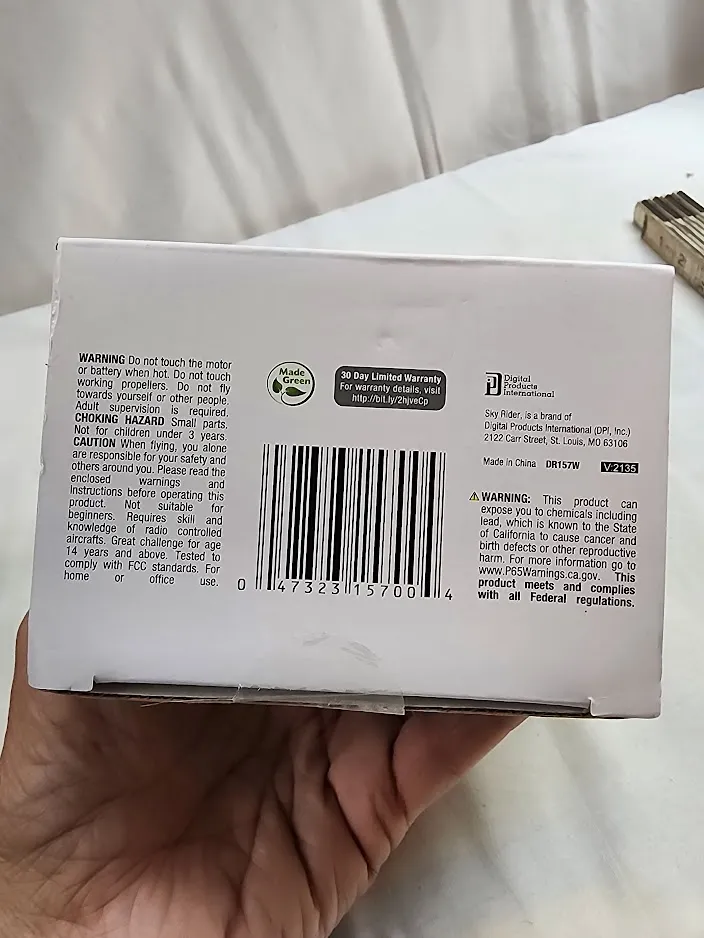 WARNING Do not touch the motor
or battery when hot. Do not touch
working propellers. Do not fly
towards yourself or other people.
Adult supervision is required.
CHOKING HAZARD Small parts.
Not for children under 3 years.
CAUTION When flying, you alone
are responsible for your safety and
others around you. Please read the
enclosed warnings and
Instructions before operating this
product. Not suitable for
beginners. Requires skill and
knowledge of radio controlled
aircrafts. Great challenge for age
14 years and above. Tested to
comply with FCC standards. For
home or office use.
Made
Green
30 Day Limited Warranty
For warranty details, visit
http://bit.ly/2hjveCp
0 47323 15700 4
Digital
Products
International
Sky Rider, is a brand of
Digital Products International (DPI, Inc.)
2122 Carr Street, St. Louis, MO 63106
Made in China DR157W V:2135
WARNING: This product can
expose you to chemicals including
lead, which is known to the State
of California to cause cancer and
birth defects or other reproductive
harm. For more information go to
www.P65Warnings.ca.gov. This
product meets and complies
with all Federal regulations.
2